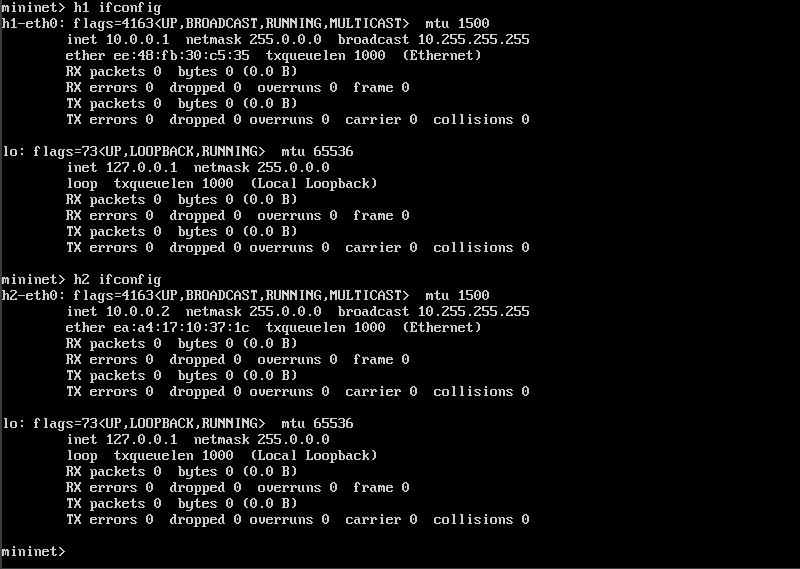 mininet> h1 ifconfig
h1-eth0: flags=4163<UP,BROADCAST,RUNNING,MULTICAST>  mtu 1500
        inet 10.0.0.1  netmask 255.0.0.0  broadcast 10.255.255.255
        ether ee:48:fb:30:c5:35  txqueuelen 1000  (Ethernet)
        RX packets 0  bytes 0 (0.0 B)
        RX errors 0  dropped 0  overruns 0  frame 0
        TX packets 0  bytes 0 (0.0 B)
        TX errors 0  dropped 0 overruns 0  carrier 0  collisions 0

lo: flags=73<UP,LOOPBACK,RUNNING>  mtu 65536
        inet 127.0.0.1  netmask 255.0.0.0
        loop  txqueuelen 1000  (Local Loopback)
        RX packets 0  bytes 0 (0.0 B)
        RX errors 0  dropped 0  overruns 0  frame 0
        TX packets 0  bytes 0 (0.0 B)
        TX errors 0  dropped 0 overruns 0  carrier 0  collisions 0

mininet> h2 ifconfig
h2-eth0: flags=4163<UP,BROADCAST,RUNNING,MULTICAST>  mtu 1500
        inet 10.0.0.2  netmask 255.0.0.0  broadcast 10.255.255.255
        ether ea:a4:17:10:37:1c  txqueuelen 1000  (Ethernet)
        RX packets 0  bytes 0 (0.0 B)
        RX errors 0  dropped 0  overruns 0  frame 0
        TX packets 0  bytes 0 (0.0 B)
        TX errors 0  dropped 0 overruns 0  carrier 0  collisions 0

lo: flags=73<UP,LOOPBACK,RUNNING>  mtu 65536
        inet 127.0.0.1  netmask 255.0.0.0
        loop  txqueuelen 1000  (Local Loopback)
        RX packets 0  bytes 0 (0.0 B)
        RX errors 0  dropped 0  overruns 0  frame 0
        TX packets 0  bytes 0 (0.0 B)
        TX errors 0  dropped 0 overruns 0  carrier 0  collisions 0

mininet>